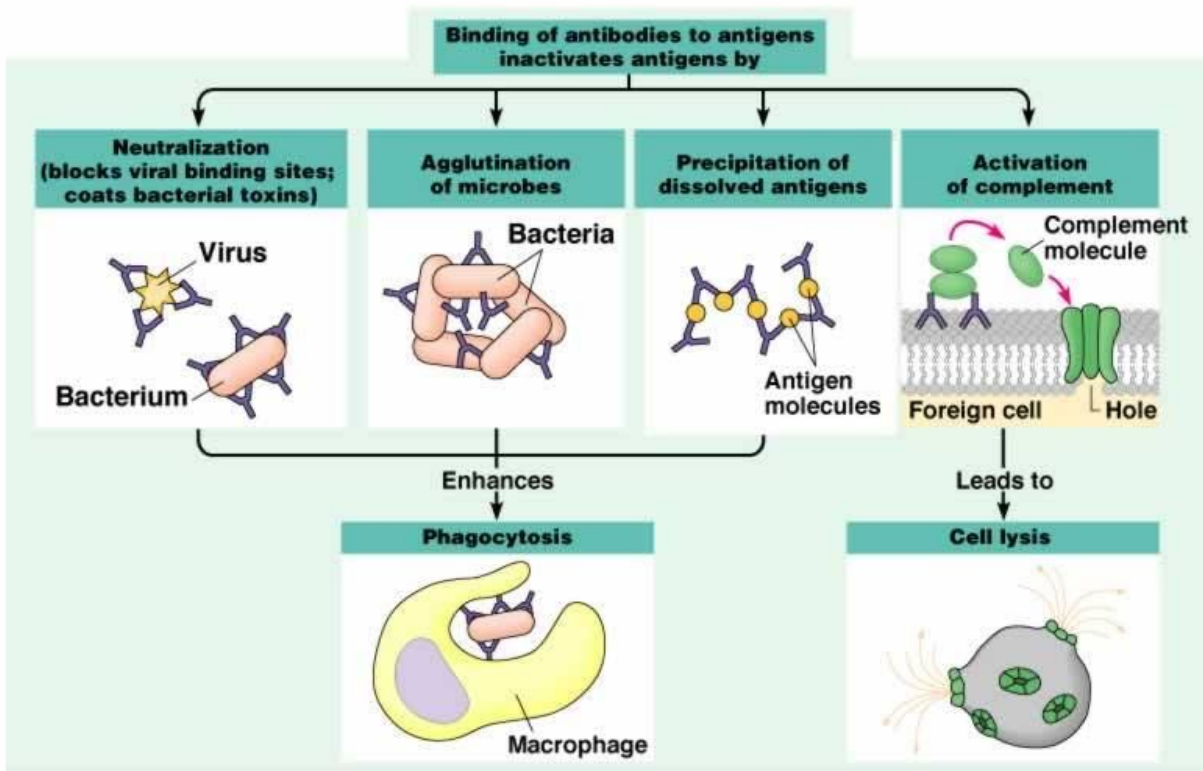 Binding of antibodies to antigens
inactivates antigens by
Neutralization
(blocks viral binding sites;
coats bacterial toxins)
Agglutination
of microbes
Precipitation of
dissolved antigens
Activation
of complement
Virus
Bacterium
Bacteria
Antigen
molecules
Complement
molecule
Foreign cell
Hole
Enhances
Leads to
Phagocytosis
Cell lysis
Macrophage